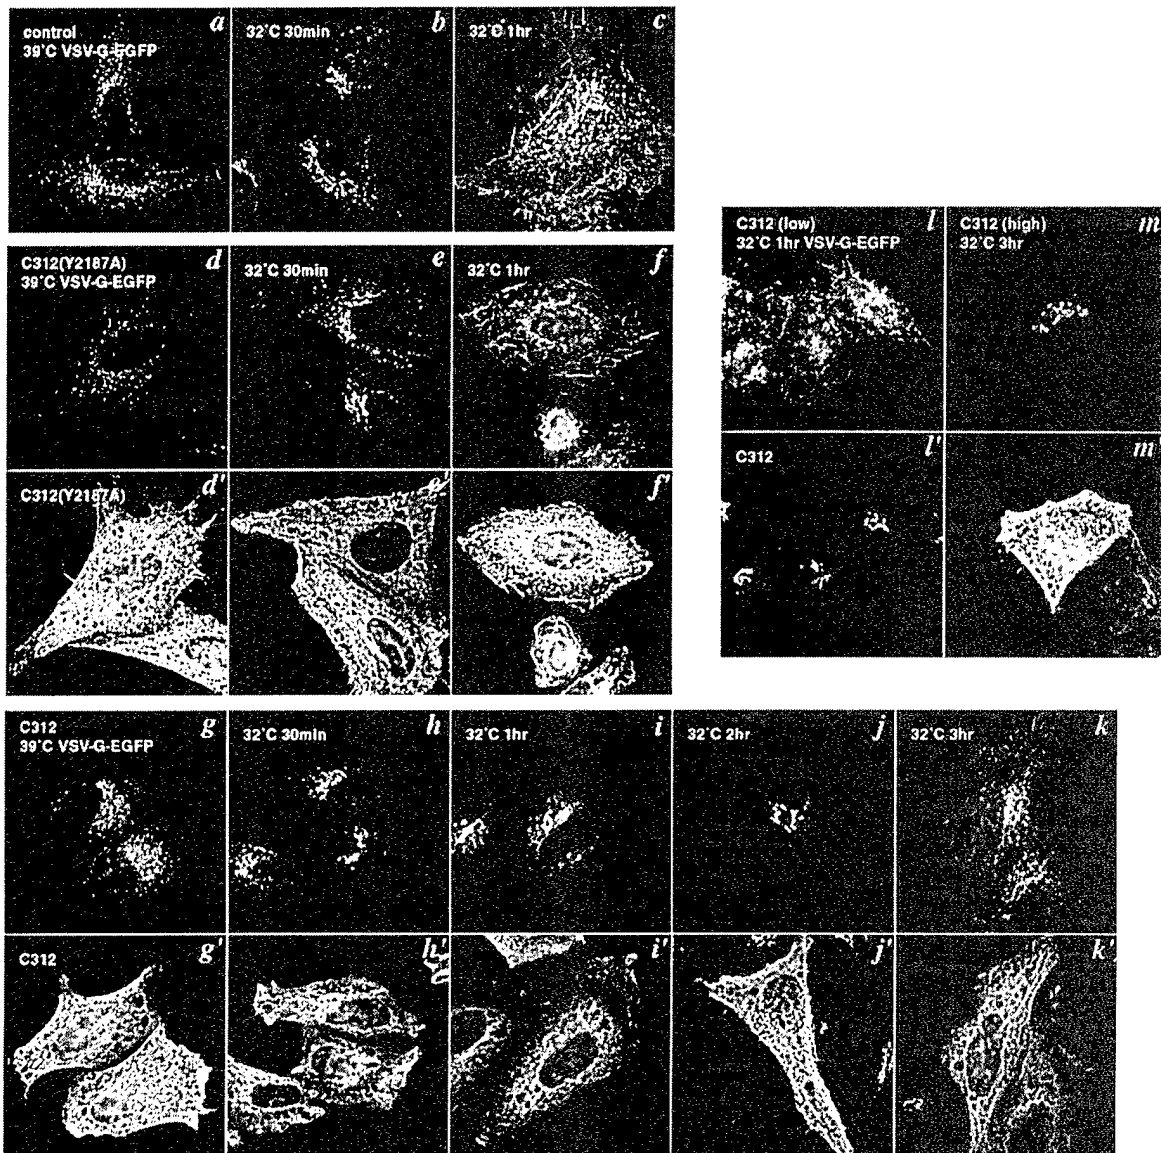 control
39°C VSV-G-EGFP
a
32°C 30min
b
32°C 1hr
c
C312(Y2187A)
39°C VSV-G-EGFP
d
32°C 30min
e
32°C 1hr
f
C312(Y2187A)
d'
e'
f'
C312 (low)
32°C 1hr VSV-G-EGFP
l
C312 (high)
32°C 3hr
m
C312
l'
m'
C312
39°C VSV-G-EGFP
g
32°C 30min
h
32°C 1hr
i
32°C 2hr
j
32°C 3hr
k
C312
g'
h'
i'
j'
k'